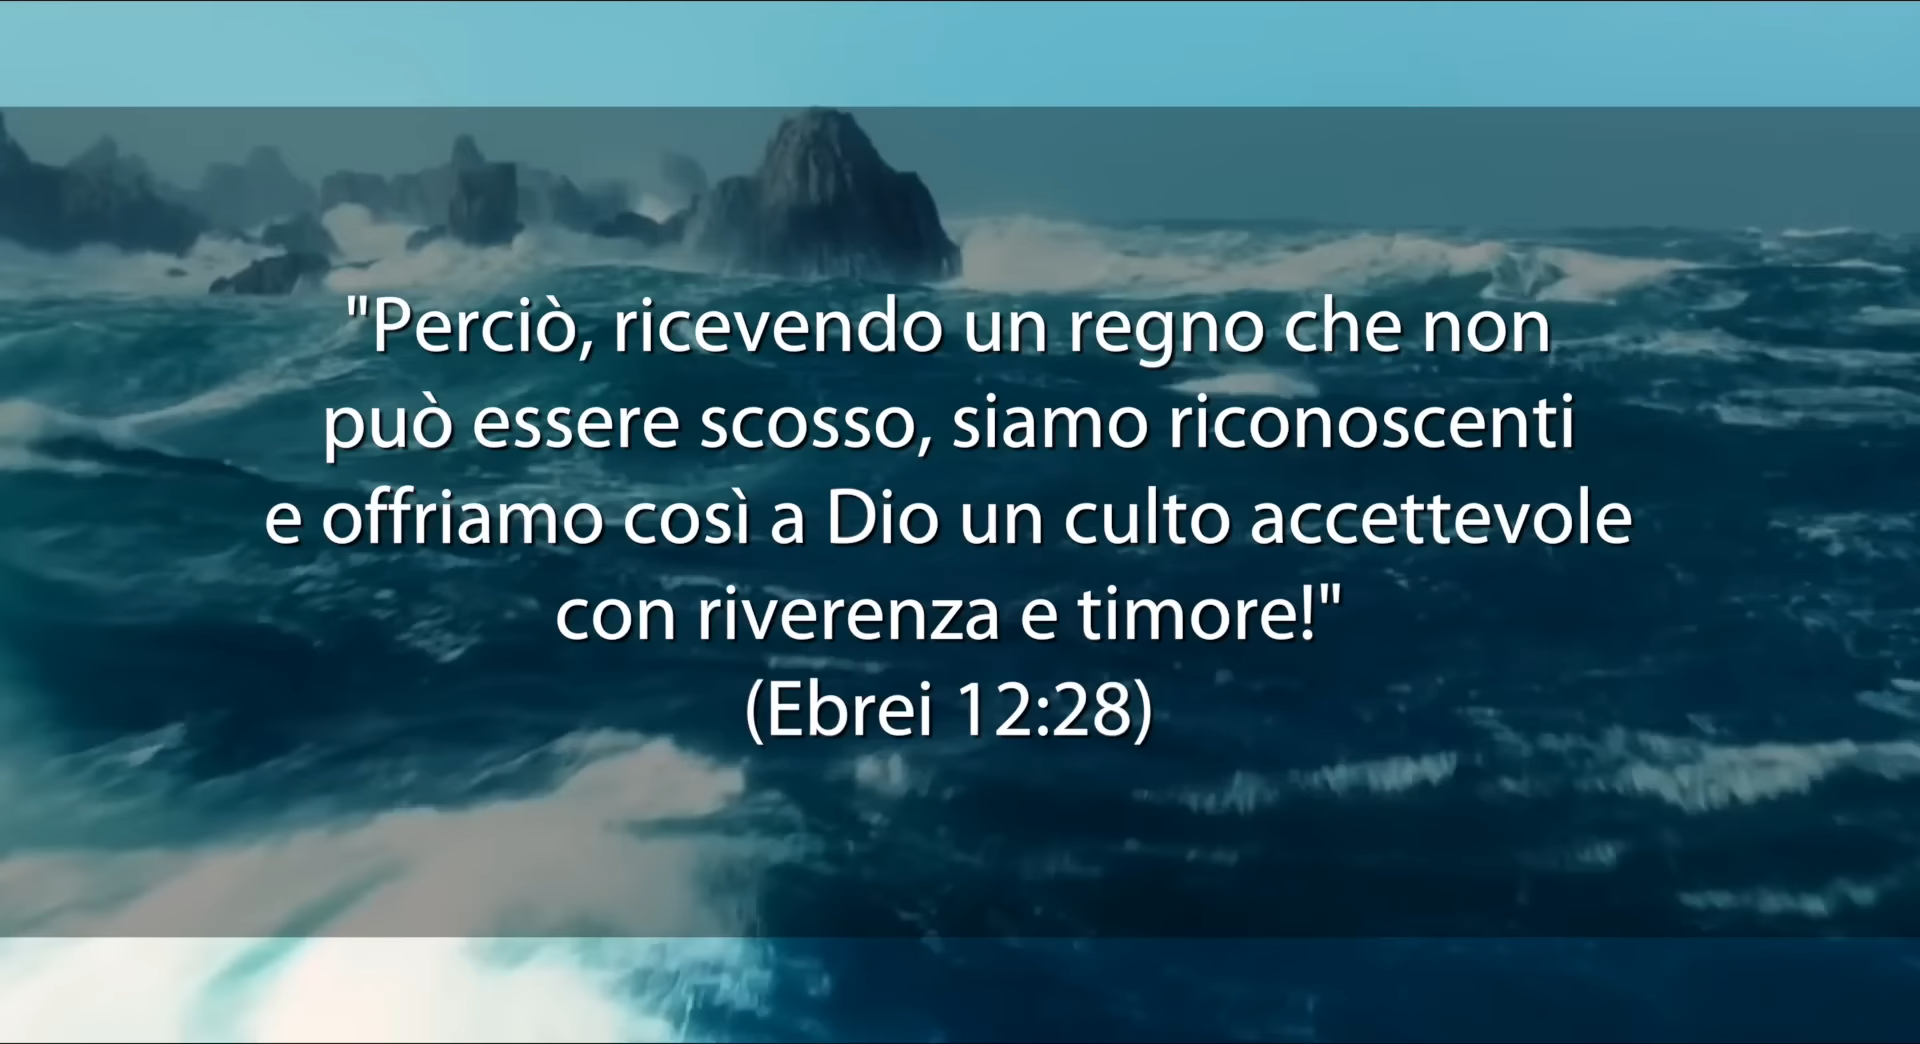 "Perciò, ricevendo un regno che non
può essere scosso, siamo riconoscenti
e offriamo così a Dio un culto accettevole
con riverenza e timore!"
(Ebrei 12:28)